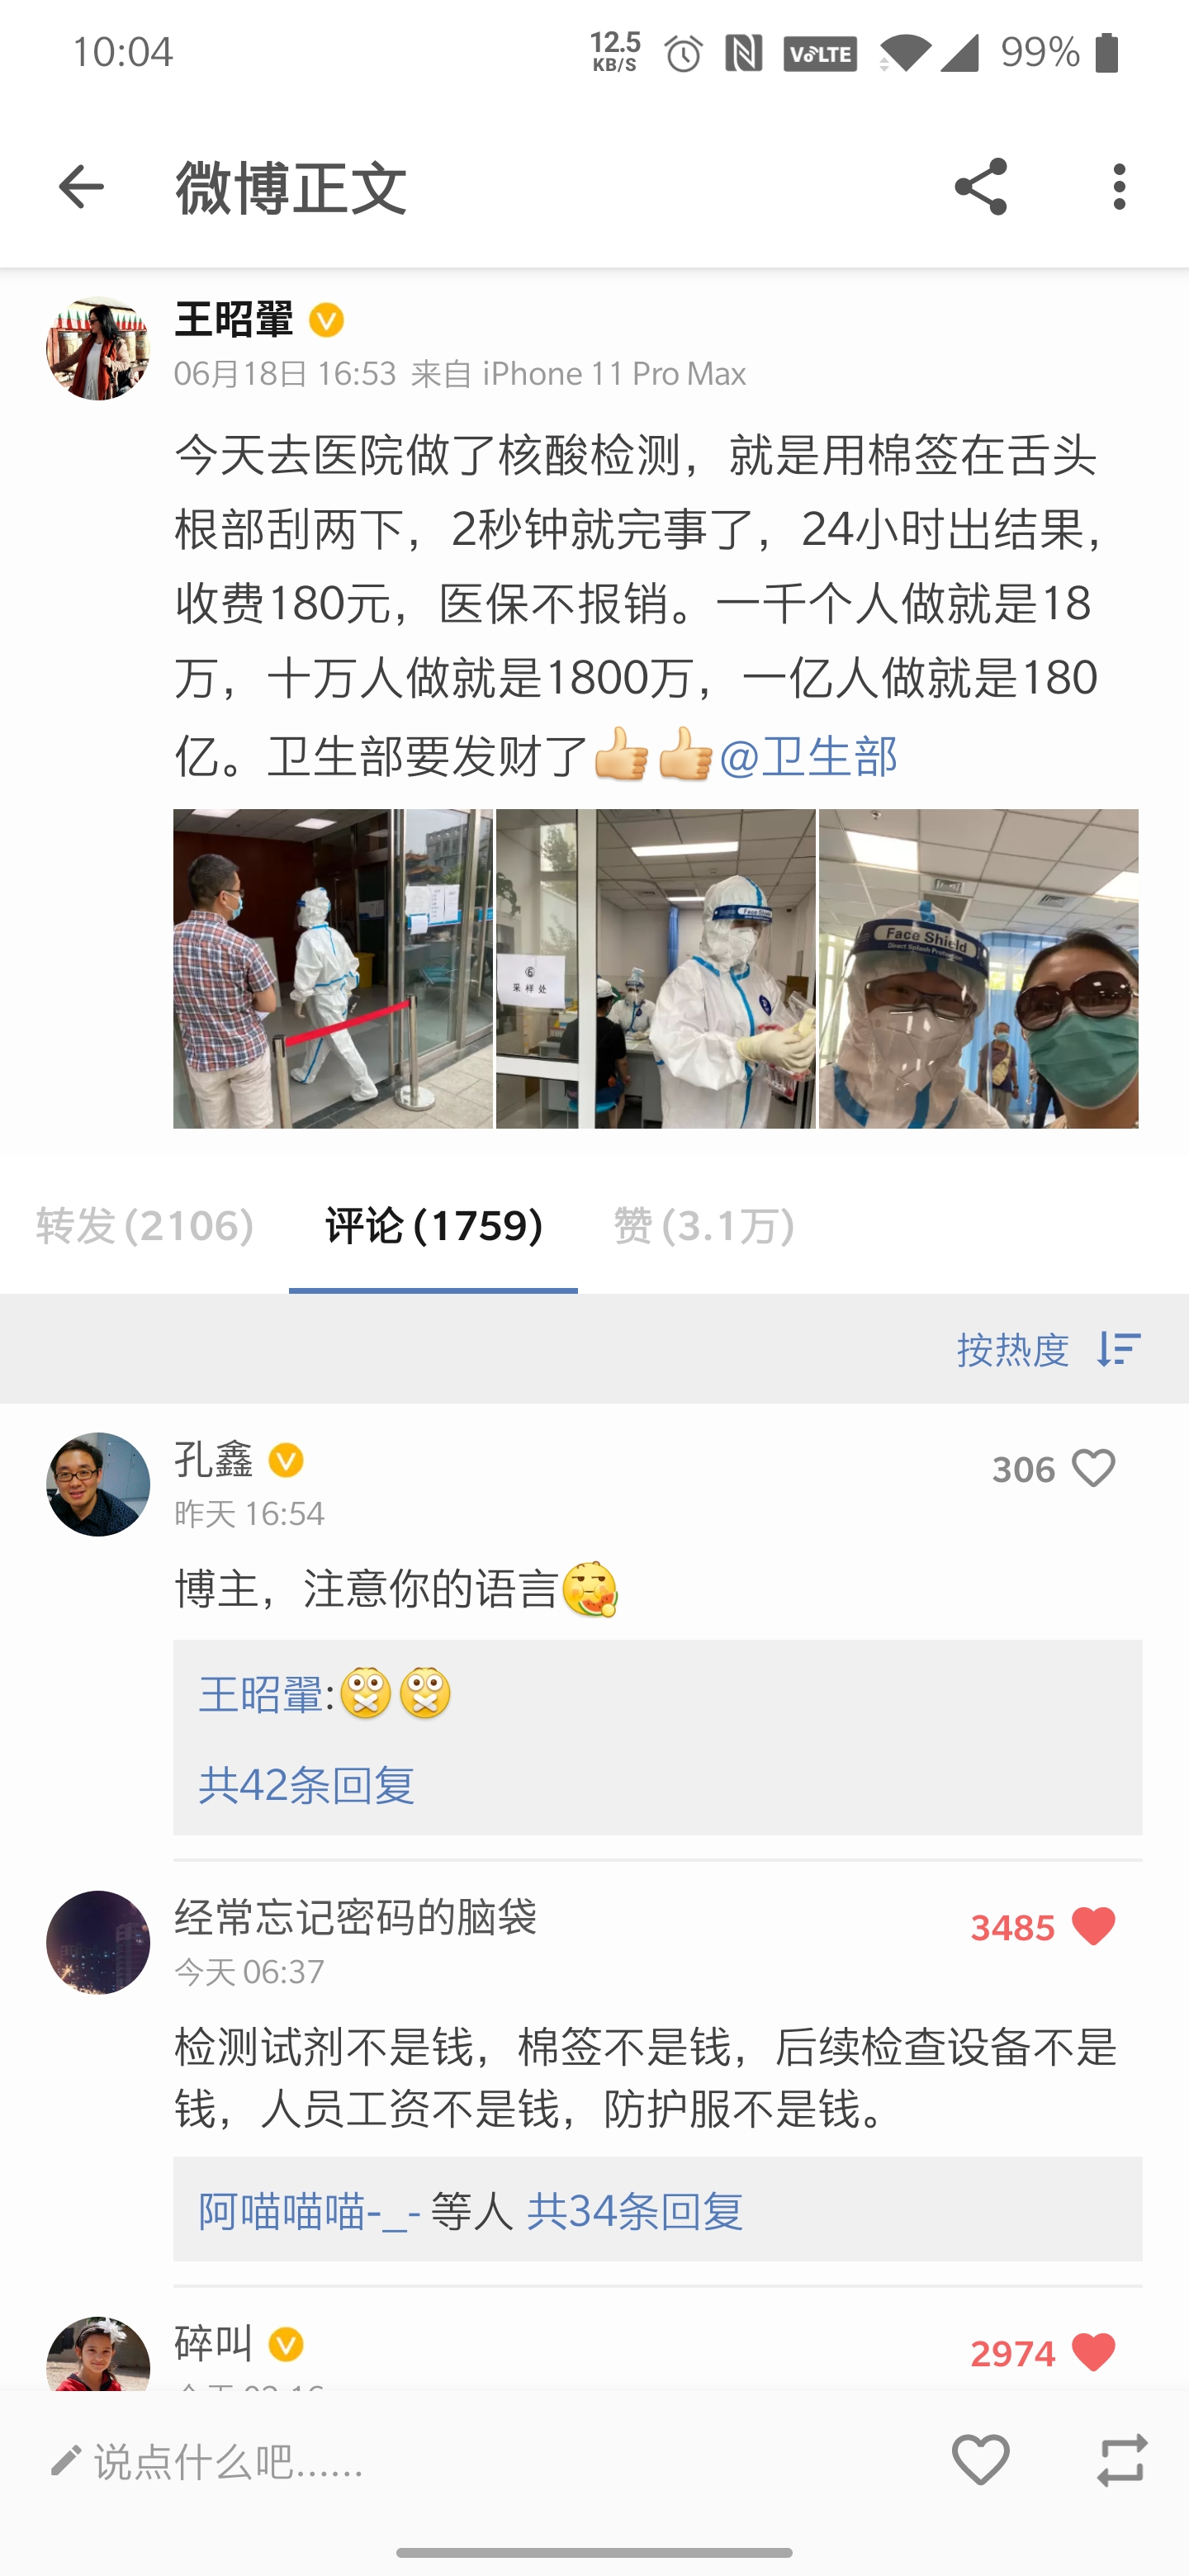 10:04
12.5
KB/S
VoLTE
99%
微博正文
王昭翬
06月18日 16:53 来自 iPhone 11 Pro Max
今天去医院做了核酸检测，就是用棉签在舌头
根部刮两下，2秒钟就完事了，24小时出结果，
收费180元，医保不报销。一千个人做就是18
万，十万人做就是1800万，一亿人做就是180
亿。卫生部要发财了👍👍@卫生部
⑥
采样处
Face Shield
Face Shield
Direct Splash Protection
转发(2106)
评论(1759)
赞(3.1万)
按热度
孔鑫
306
昨天 16:54
博主，注意你的语言
王昭翬:
共42条回复
经常忘记密码的脑袋
3485
今天 06:37
检测试剂不是钱，棉签不是钱，后续检查设备不是
钱，人员工资不是钱，防护服不是钱。
阿喵喵喵-_- 等人 共34条回复
碎叫
2974
说点什么吧......